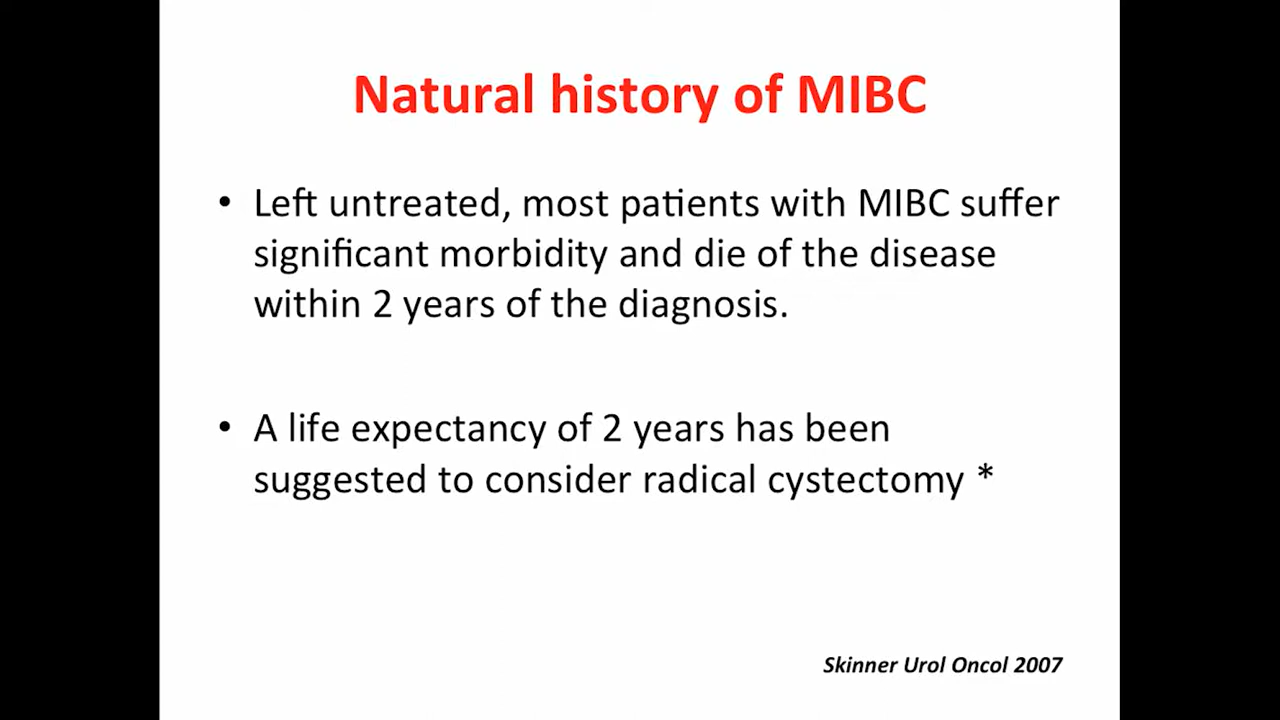 Natural history of MIBC
• Left untreated, most patients with MIBC suffer
significant morbidity and die of the disease
within 2 years of the diagnosis.
• A life expectancy of 2 years has been
suggested to consider radical cystectomy *
Skinner Urol Oncol 2007